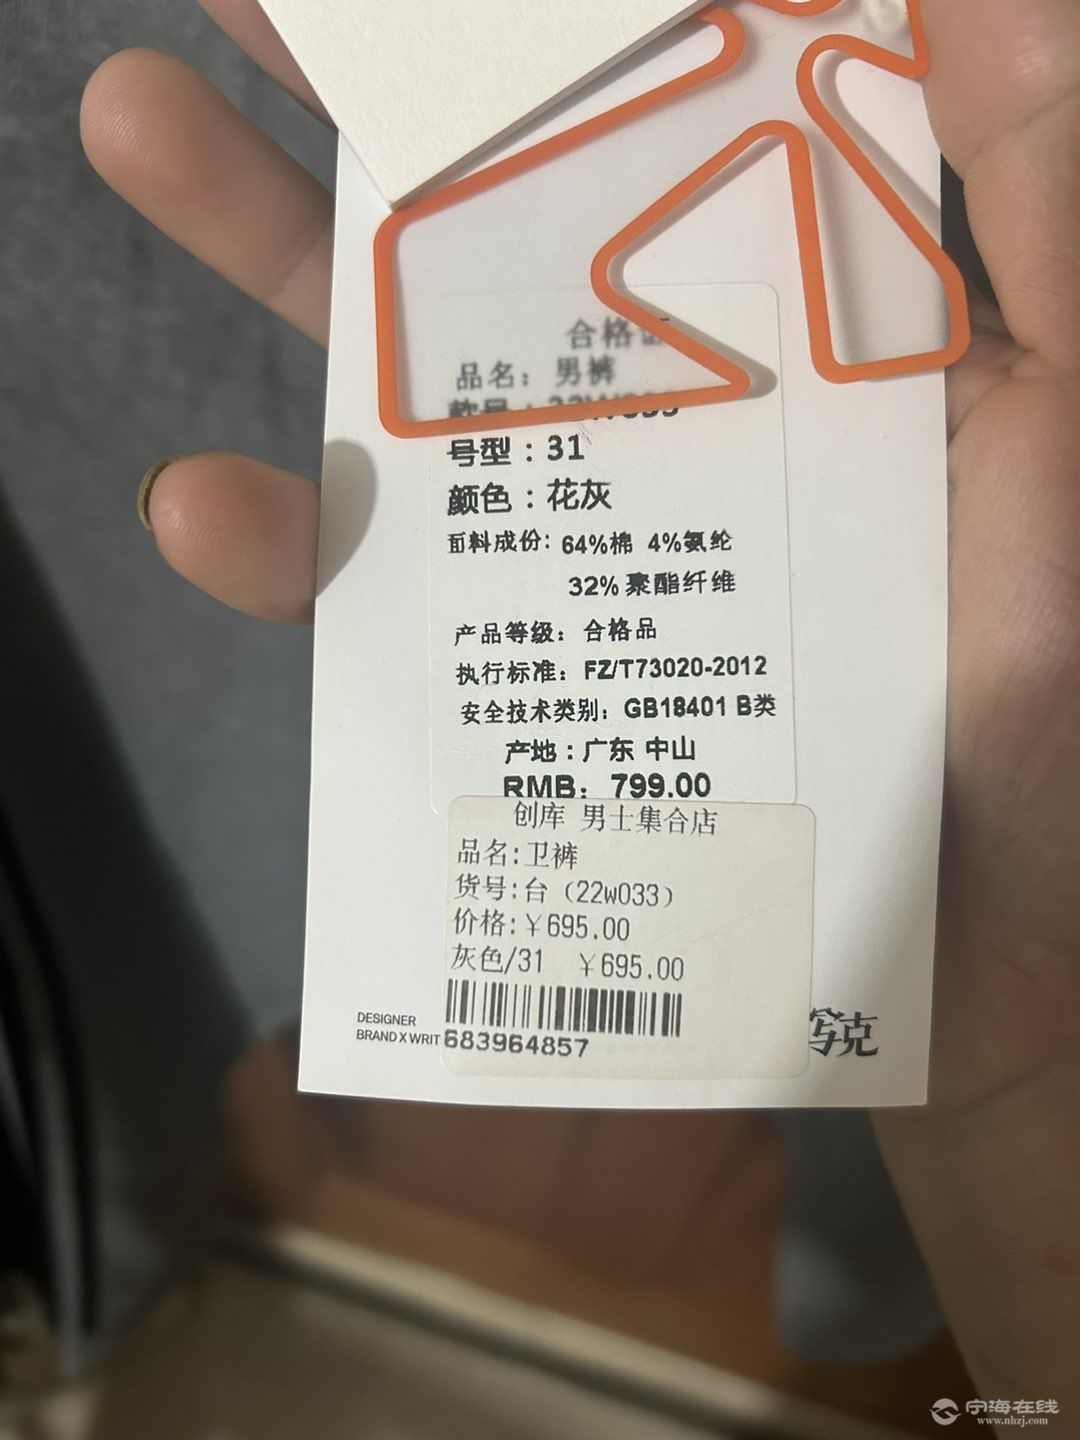 合格证
品名：男裤
款号：22W033
号型：31
颜色：花灰
面料成份：64%棉 4%氨纶
32%聚酯纤维
产品等级：合格品
执行标准：FZ/T73020-2012
安全技术类别：GB18401 B类
产地：广东 中山
RMB：799.00
创库 男士集合店
品名:卫裤
货号:台（22w033）
价格:￥695.00
灰色/31 ￥695.00
683964857
DESIGNER
BRAND X WRIT
写克
宁海在线
www.nhzj.com